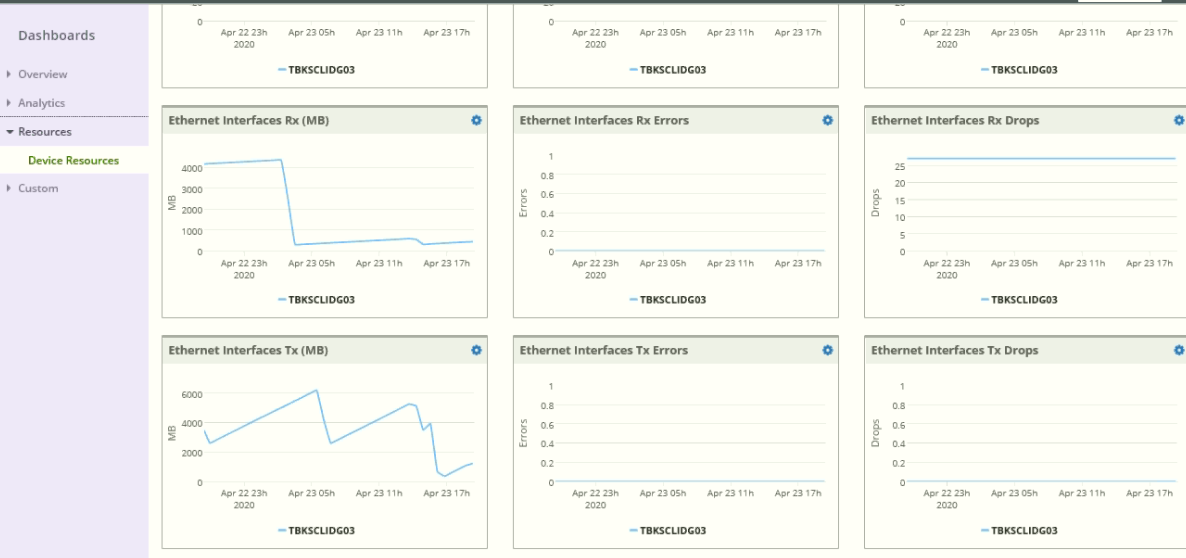 Dashboards
Overview
Analytics
Resources
Device Resources
Custom
0
Apr 22 23h Apr 23 05h Apr 23 11h Apr 23 17h
2020
TBKSCLIDG03
0
Apr 22 23h Apr 23 05h Apr 23 11h Apr 23 17h
2020
TBKSCLIDG03
0
Apr 22 23h Apr 23 05h Apr 23 11h Apr 23 17h
2020
TBKSCLIDG03
Ethernet Interfaces Rx (MB)
MB
4000
3000
2000
1000
0
Apr 22 23h Apr 23 05h Apr 23 11h Apr 23 17h
2020
TBKSCLIDG03
Ethernet Interfaces Rx Errors
Errors
1
0.8
0.6
0.4
0.2
0
Apr 22 23h Apr 23 05h Apr 23 11h Apr 23 17h
2020
TBKSCLIDG03
Ethernet Interfaces Rx Drops
Drops
25
20
15
10
5
0
Apr 22 23h Apr 23 05h Apr 23 11h Apr 23 17h
2020
TBKSCLIDG03
Ethernet Interfaces Tx (MB)
MB
6000
4000
2000
0
Apr 22 23h Apr 23 05h Apr 23 11h Apr 23 17h
2020
TBKSCLIDG03
Ethernet Interfaces Tx Errors
Errors
1
0.8
0.6
0.4
0.2
0
Apr 22 23h Apr 23 05h Apr 23 11h Apr 23 17h
2020
TBKSCLIDG03
Ethernet Interfaces Tx Drops
Drops
1
0.8
0.6
0.4
0.2
0
Apr 22 23h Apr 23 05h Apr 23 11h Apr 23 17h
2020
TBKSCLIDG03